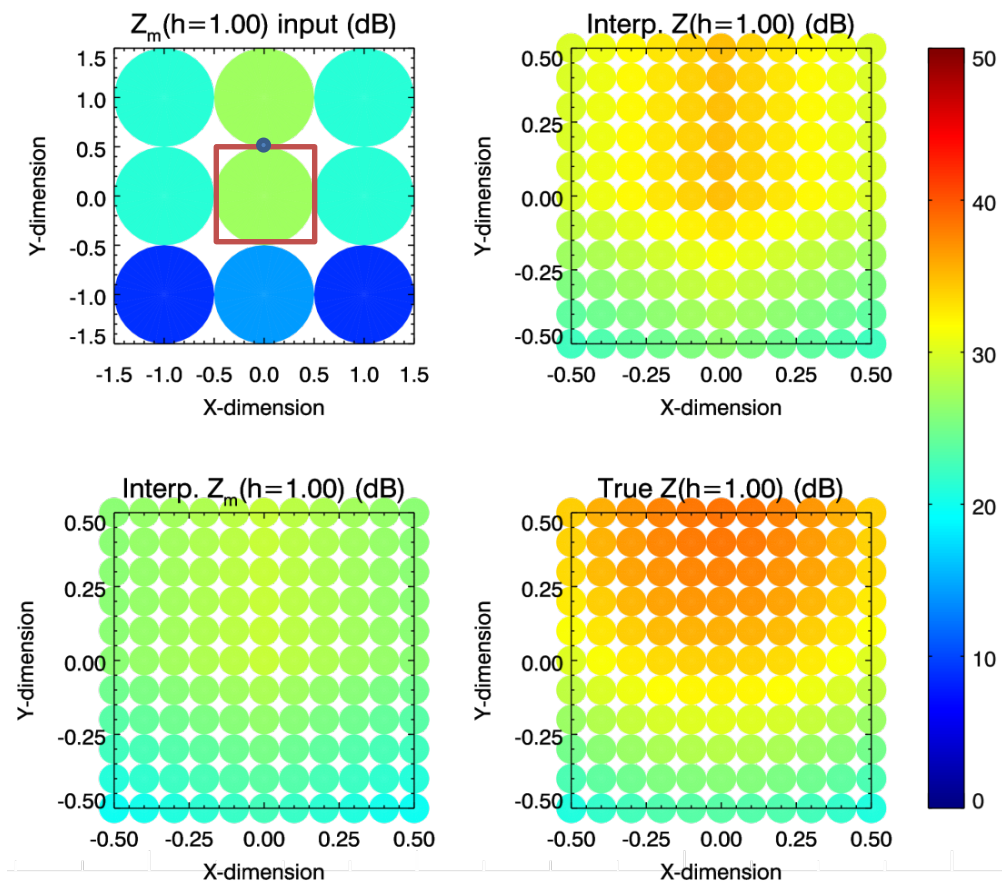 Zm(h=1.00) input (dB)
1.5
1.0
0.5
0.0
-0.5
-1.0
-1.5
Y-dimension
-1.5 -1.0 -0.5 0.0 0.5 1.0 1.5
X-dimension
Interp. Z(h=1.00) (dB)
0.50
0.25
0.00
-0.25
-0.50
Y-dimension
-0.50 -0.25 0.00 0.25 0.50
X-dimension
50
40
30
20
10
0
Interp. Zm(h=1.00) (dB)
0.50
0.25
0.00
-0.25
-0.50
Y-dimension
-0.50 -0.25 0.00 0.25 0.50
X-dimension
True Z(h=1.00) (dB)
0.50
0.25
0.00
-0.25
-0.50
Y-dimension
-0.50 -0.25 0.00 0.25 0.50
X-dimension